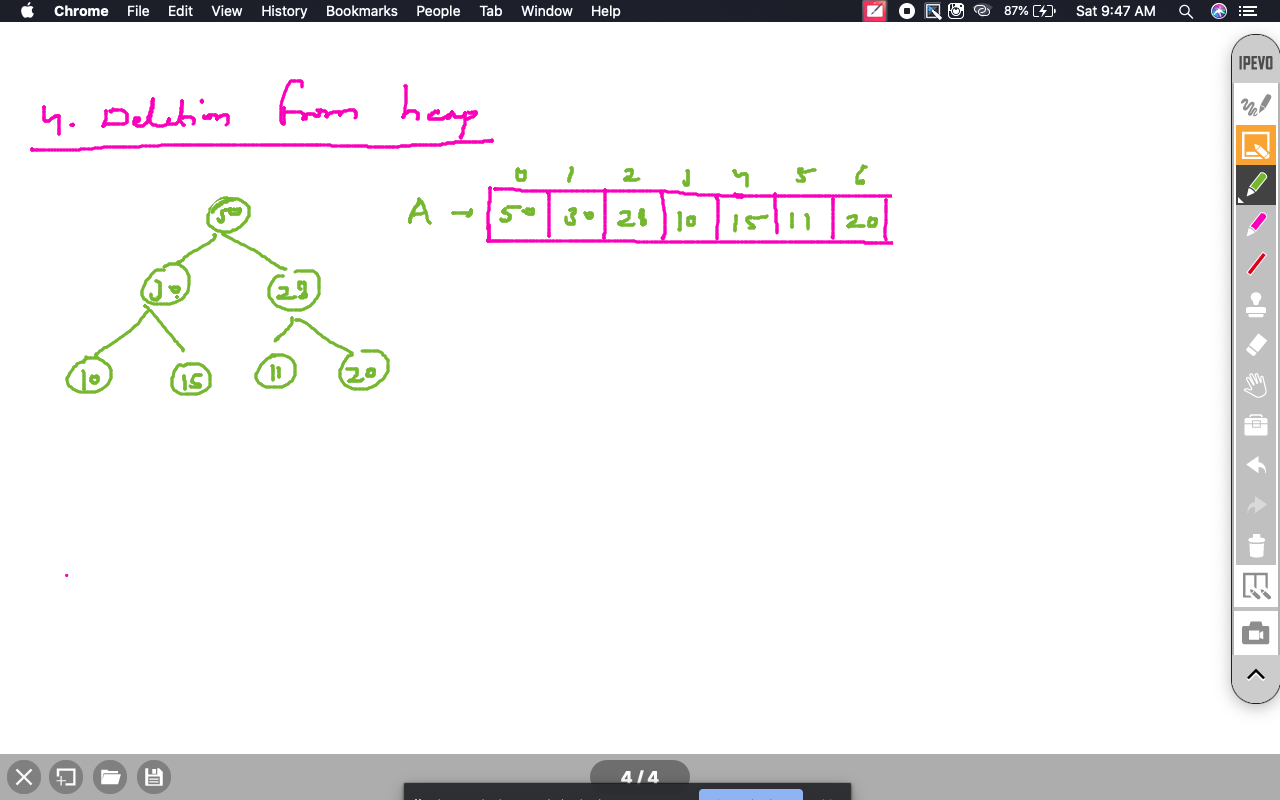 Chrome File Edit View History Bookmarks People Tab Window Help 87% Sat 9:47 AM
IPEVO
4. Deletion from heap
0 1 2 3 4 5 6
A → 50 30 28 10 15 11 20
50
30 28
10 15 11 20
4 / 4